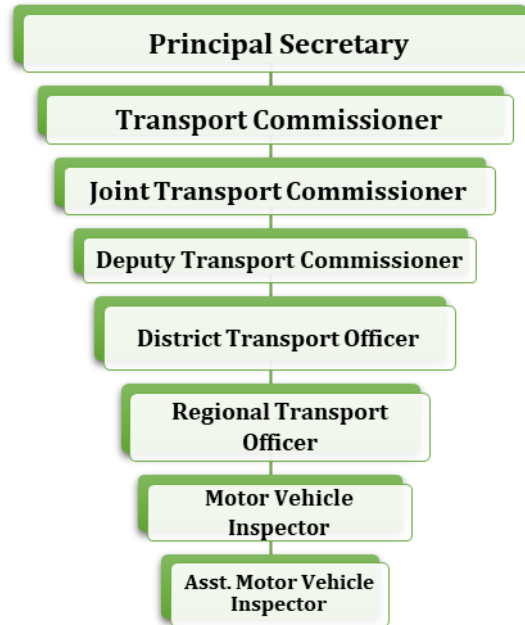 Principal Secretary
Transport Commissioner
Joint Transport Commissioner
Deputy Transport Commissioner
District Transport Officer
Regional Transport
Officer
Motor Vehicle
Inspector
Asst. Motor Vehicle
Inspector